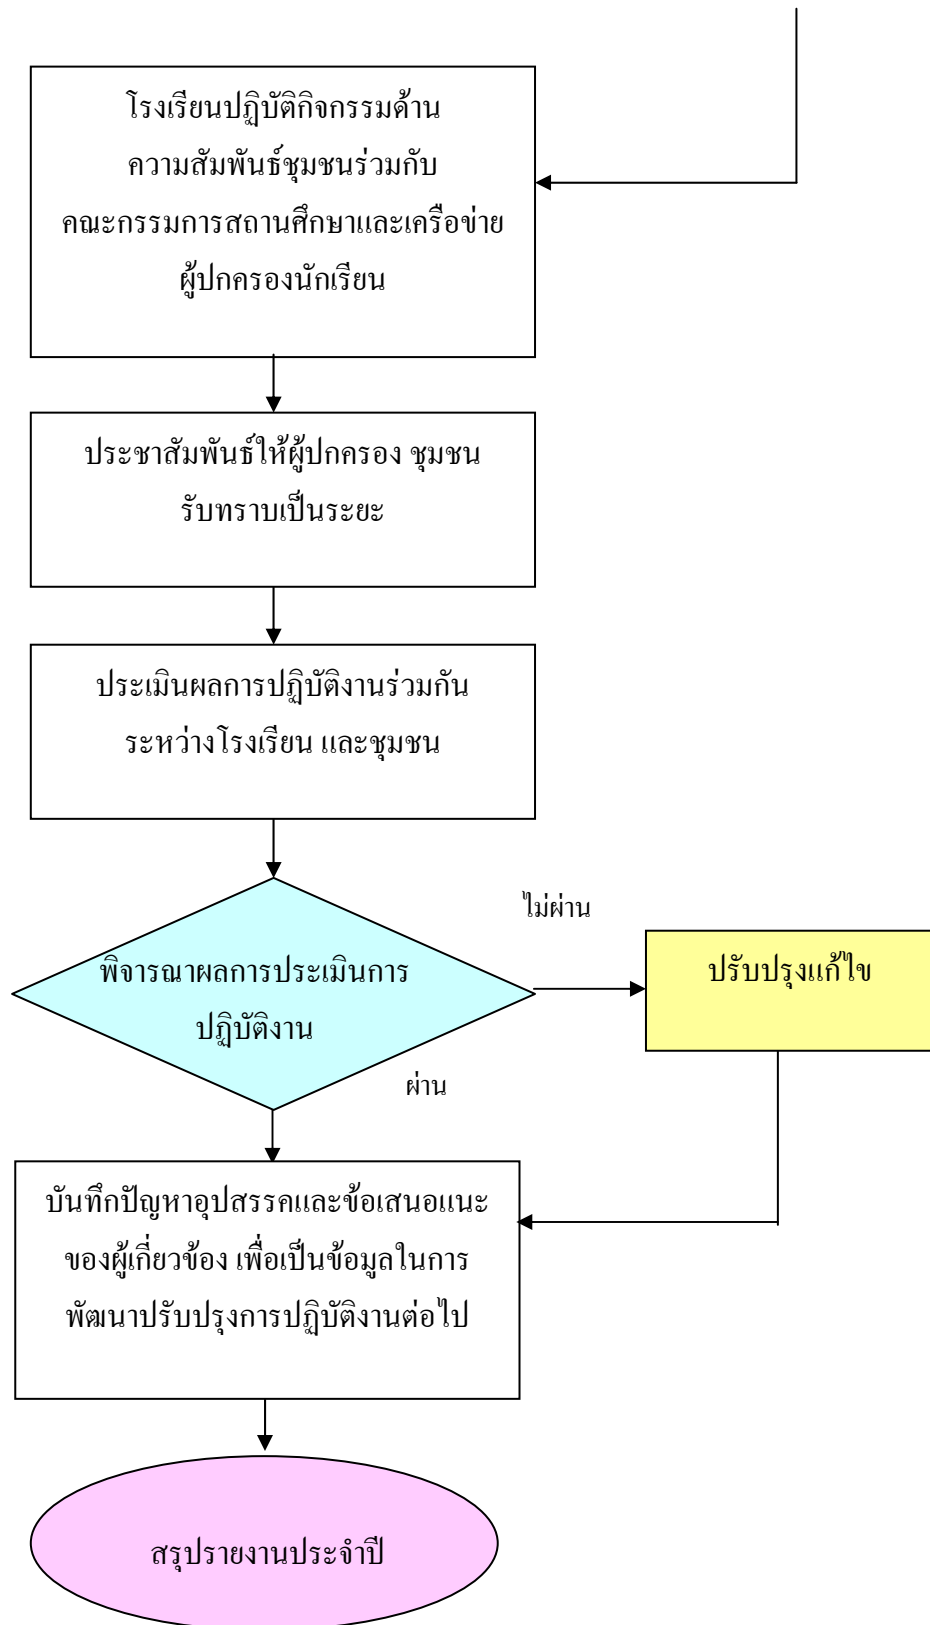 โรงเรียนปฏิบัติกิจกรรมด้าน
ความสัมพันธ์ชุมชนร่วมกับ
คณะกรรมการสถานศึกษาและเครือข่าย
ผู้ปกครองนักเรียน
ประชาสัมพันธ์ให้ผู้ปกครอง ชุมชน
รับทราบเป็นระยะ
ประเมินผลการปฏิบัติงานร่วมกัน
ระหว่างโรงเรียน และชุมชน
พิจารณาผลการประเมินการ
ปฏิบัติงาน
ไม่ผ่าน
ปรับปรุงแก้ไข
ผ่าน
บันทึกปัญหาอุปสรรคและข้อเสนอแนะ
ของผู้เกี่ยวข้อง เพื่อเป็นข้อมูลในการ
พัฒนาปรับปรุงการปฏิบัติงานต่อไป
สรุปรายงานประจำปี